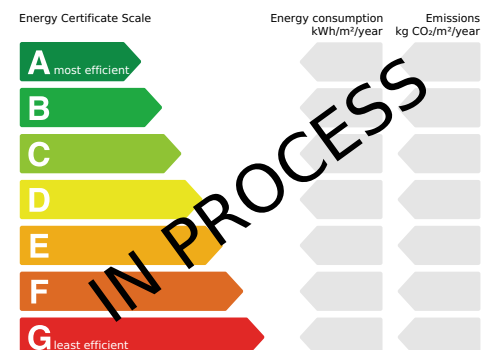 Energy Certificate Scale
Energy consumption
kWh/m²/year
Emissions
kg CO₂/m²/year
A most efficient
B
C
D
E
F
G least efficient
IN PROCESS